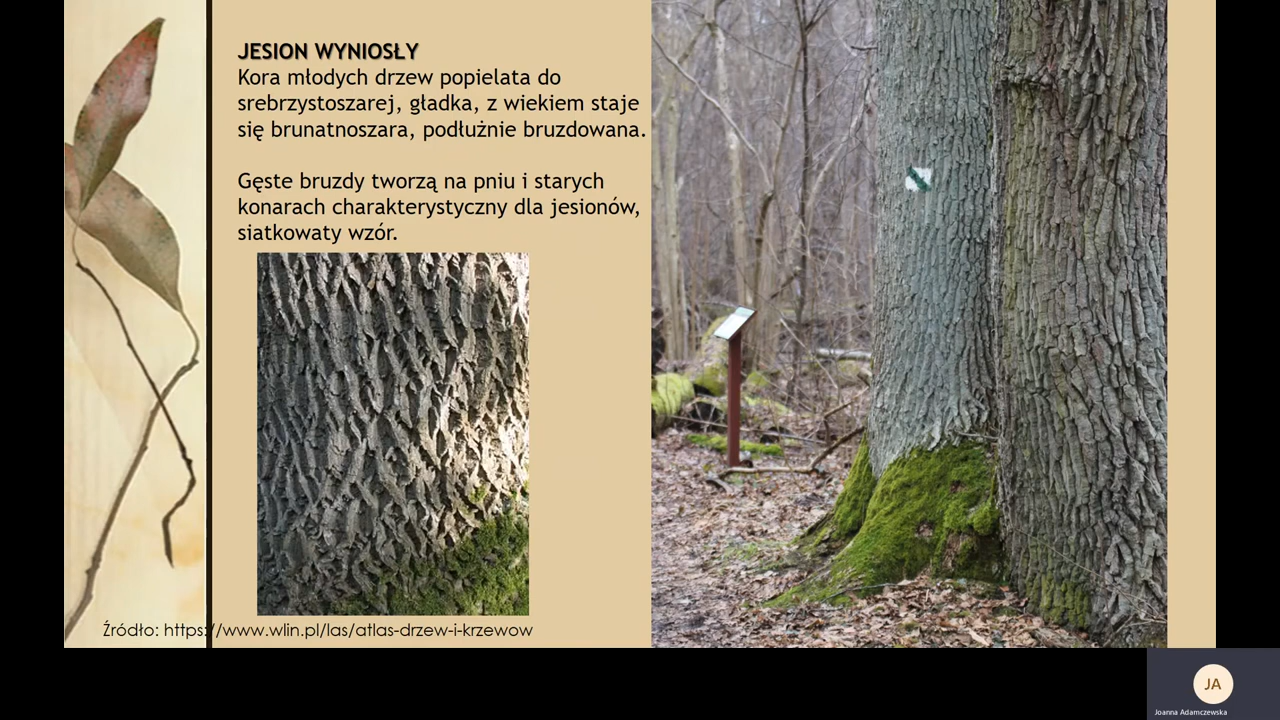 JESION WYNIOSŁY
Kora młodych drzew popielata do
srebrzystoszarej, gładka, z wiekiem staje
się brunatnoszara, podłużnie bruzdowana.
Gęste bruzdy tworzą na pniu i starych
konarach charakterystyczny dla jesionów,
siatkowaty wzór.
Źródło: https://www.wlin.pl/las/atlas-drzew-i-krzewow
JA
Joanna Adamczewska